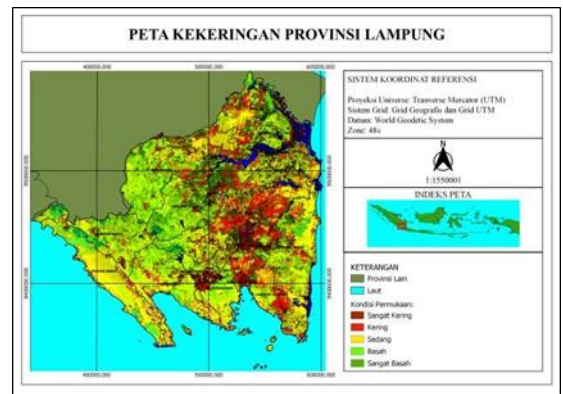 PETA KEKERINGAN PROVINSI LAMPUNG
400000,000 500000,000 600000,000
SISTEM KOORDINAT REFERENSI
Proyeksi Universe: Tranverse Mercator (UTM)
Sistem Grid: Grid Geografis dan Grid UTM
Datum: World Geodetic System
Zone: 48s
N
1:1550001
INDEKS PETA
KETERANGAN
Provinsi Lain
Laut
Kondisi Permukaan:
Sangat Kering
Kering
Sedang
Basah
Sangat Basah
400000,000 500000,000 600000,000